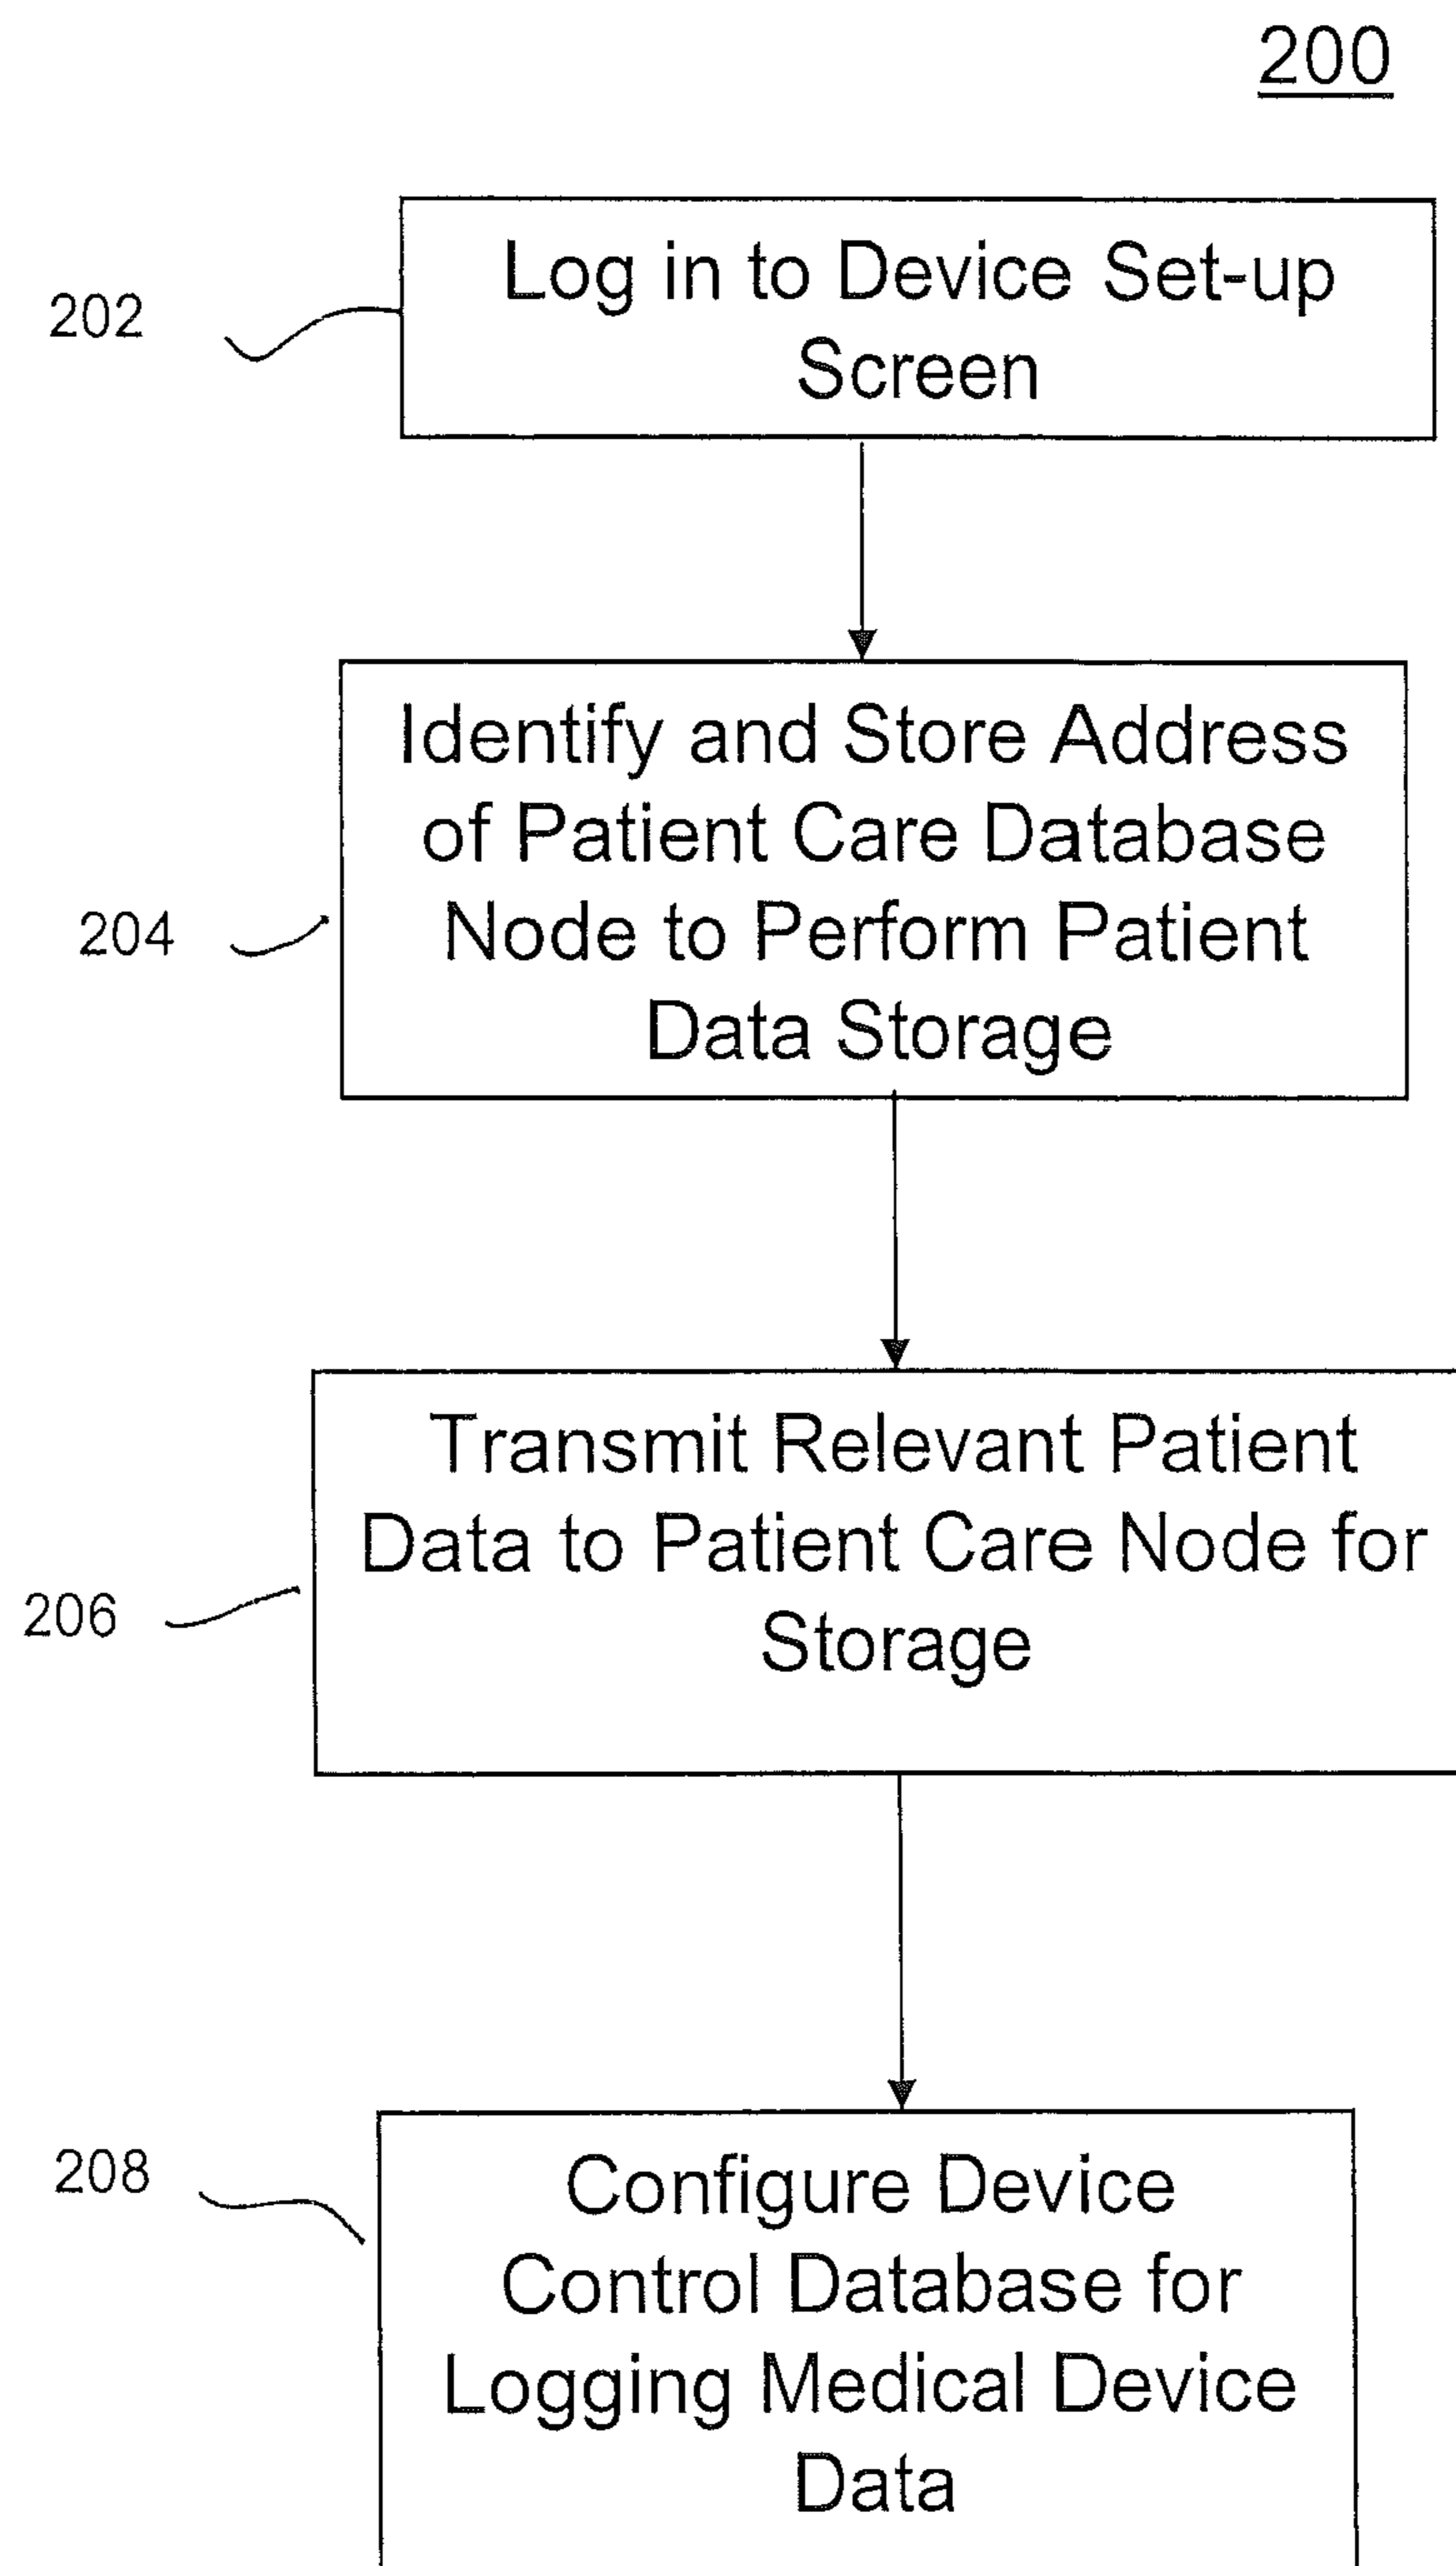 200
202
Log in to Device Set-up
Screen
204
Identify and Store Address
of Patient Care Database
Node to Perform Patient
Data Storage
206
Transmit Relevant Patient
Data to Patient Care Node for
Storage
208
Configure Device
Control Database for
Logging Medical Device
Data